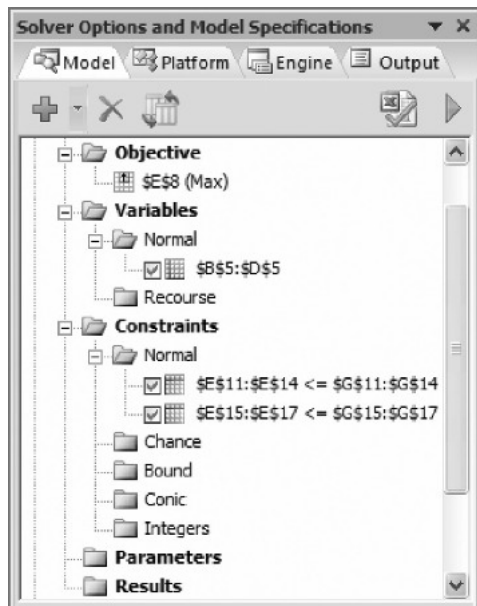 Solver Options and Model Specifications
Model Platform Engine Output
Objective
$E$8 (Max)
Variables
Normal
$B$5:$D$5
Recourse
Constraints
Normal
$E$11:$E$14 <= $G$11:$G$14
$E$15:$E$17 <= $G$15:$G$17
Chance
Bound
Conic
Integers
Parameters
Results